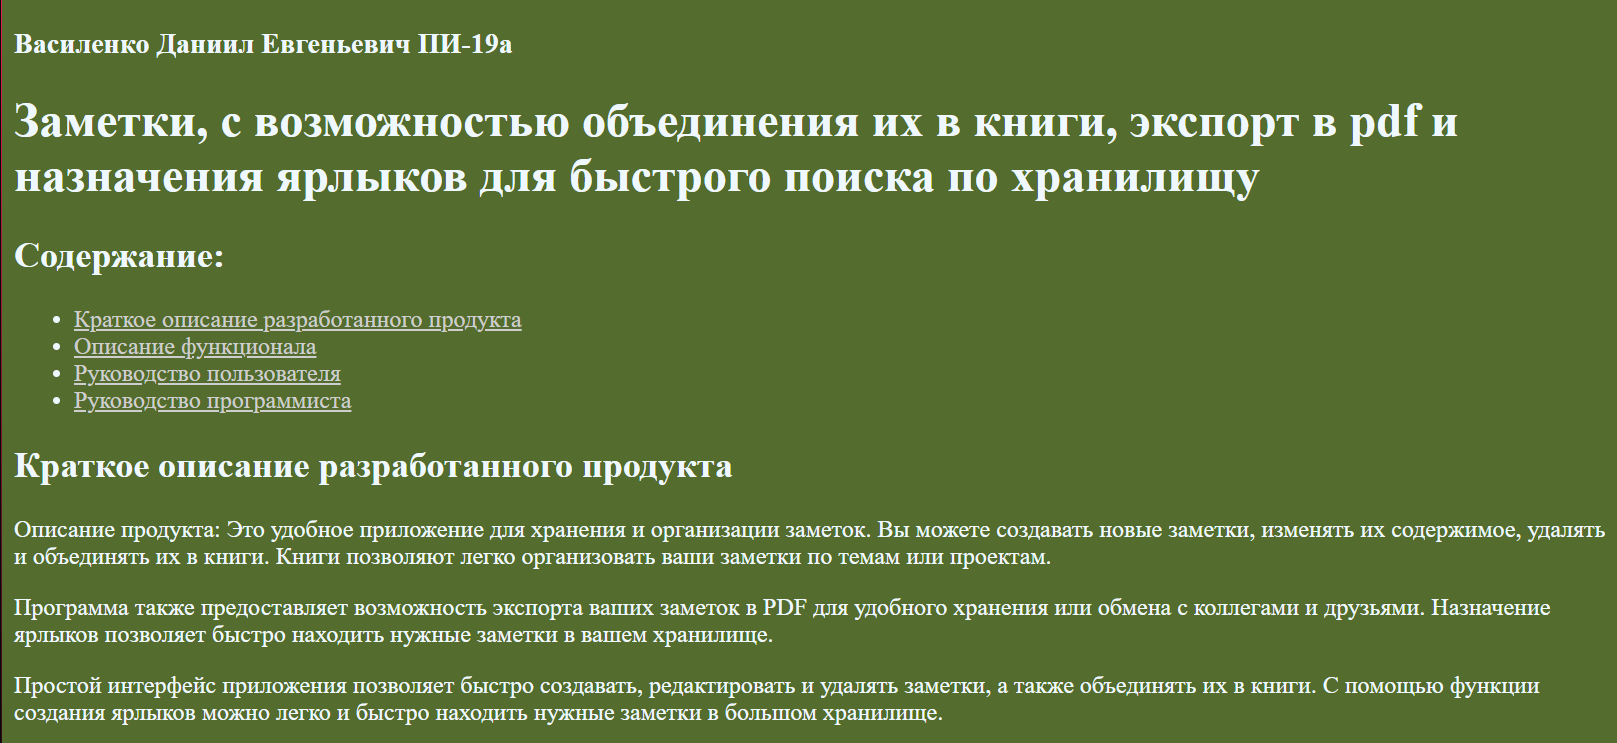 Василенко Даниил Евгеньевич ПИ-19а
Заметки, с возможностью объединения их в книги, экспорт в pdf и
назначения ярлыков для быстрого поиска по хранилищу
Содержание:
Краткое описание разработанного продукта
Описание функционала
Руководство пользователя
Руководство программиста
Краткое описание разработанного продукта
Описание продукта: Это удобное приложение для хранения и организации заметок. Вы можете создавать новые заметки, изменять их содержимое, удалять
и объединять их в книги. Книги позволяют легко организовать ваши заметки по темам или проектам.
Программа также предоставляет возможность экспорта ваших заметок в PDF для удобного хранения или обмена с коллегами и друзьями. Назначение
ярлыков позволяет быстро находить нужные заметки в вашем хранилище.
Простой интерфейс приложения позволяет быстро создавать, редактировать и удалять заметки, а также объединять их в книги. С помощью функции
создания ярлыков можно легко и быстро находить нужные заметки в большом хранилище.